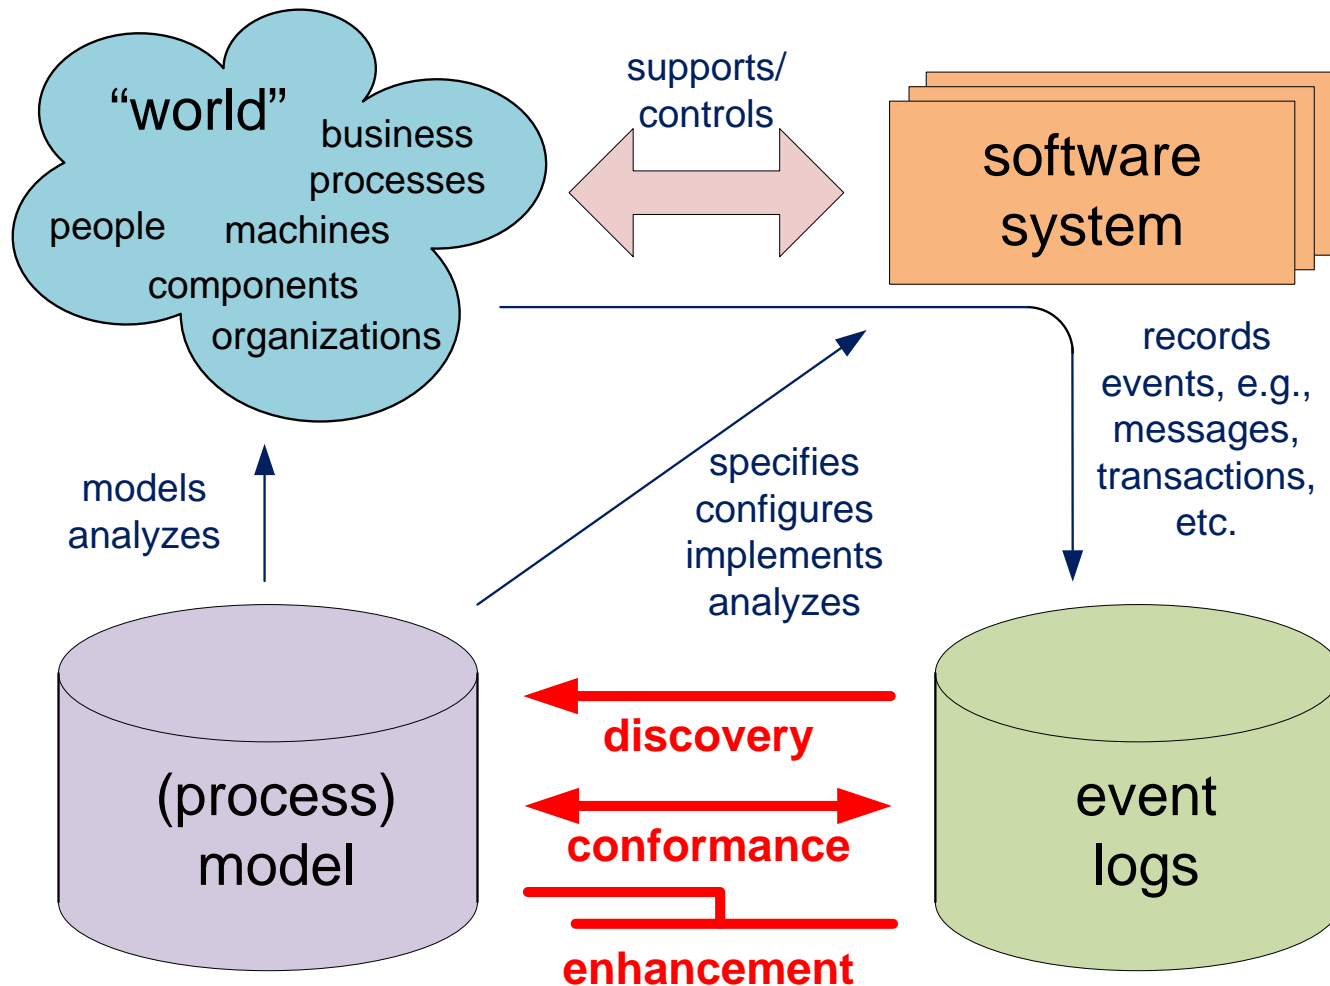 “world”
business
processes
people
machines
components
organizations
supports/
controls
software
system
records
events, e.g.,
messages,
transactions,
etc.
models
analyzes
specifies
configures
implements
analyzes
(process)
model
discovery
conformance
enhancement
event
logs